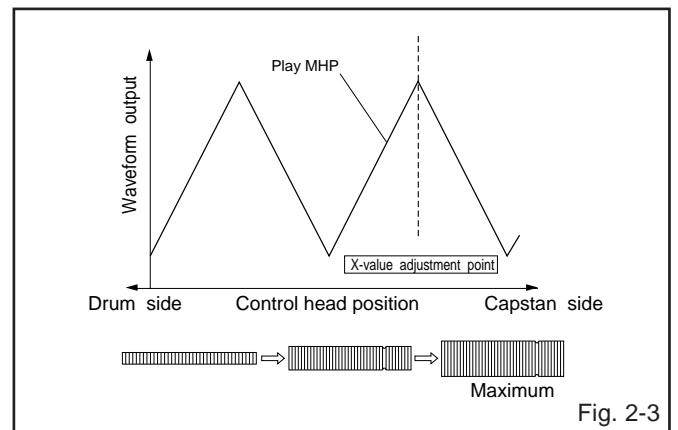 Play MHP
Waveform output
X-value adjustment point
Drum side Control head position Capstan side
Maximum
Fig. 2-3